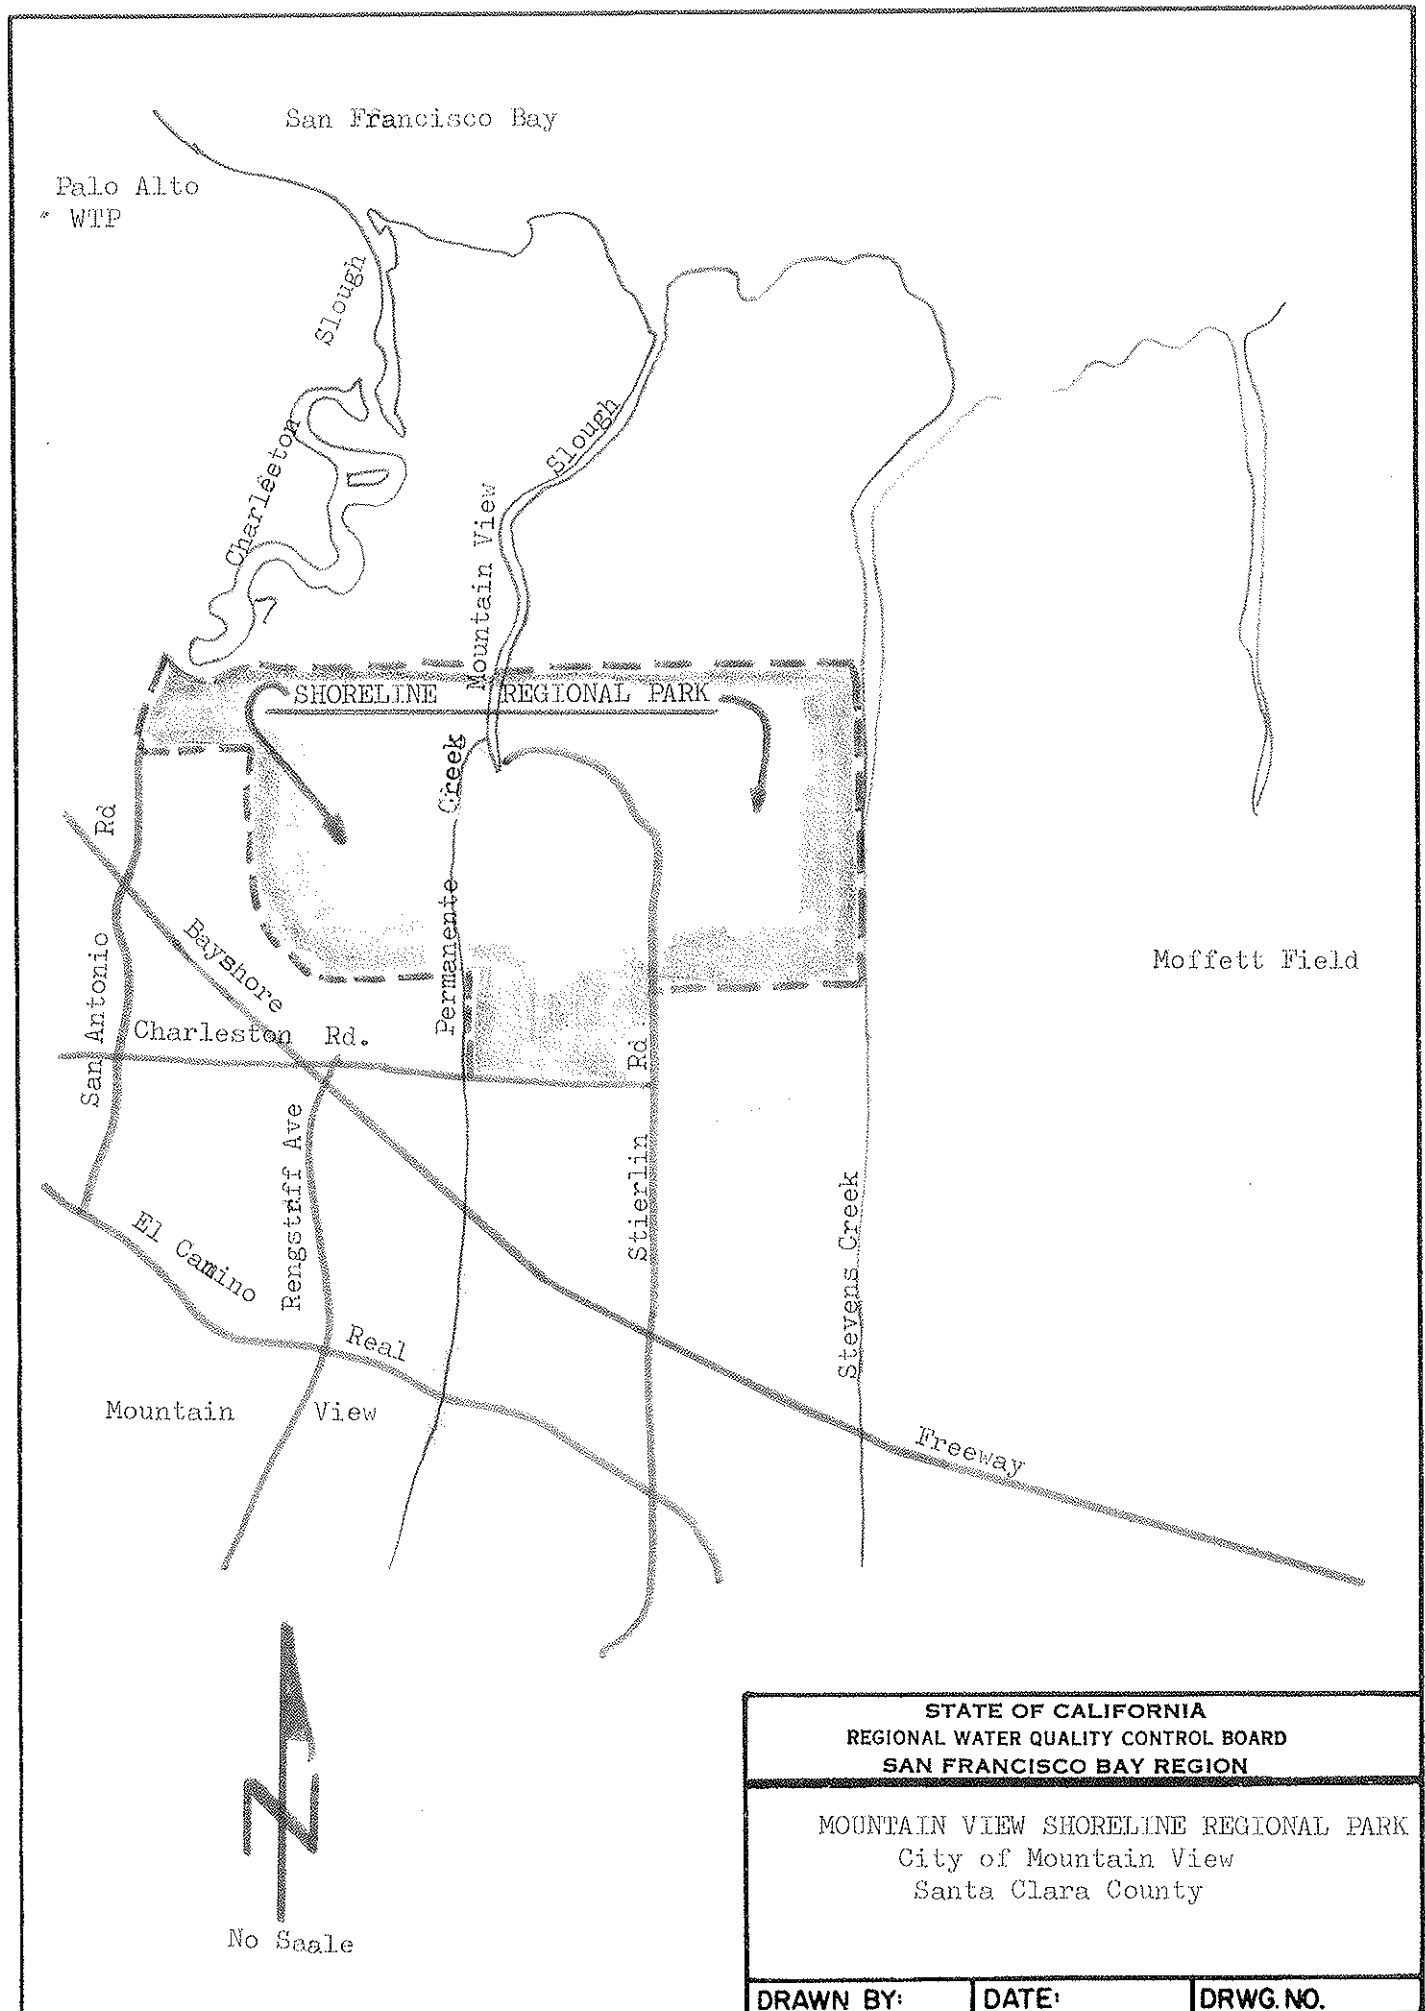 San Francisco Bay
Palo Alto
WTP
Charleeton Slough
Mountain View Slough
SHORELINE REGIONAL PARK
Permanente Creek
San Antonio Rd
Bayshore Freeway
Moffett Field
Charleston Rd.
Rengstrff Ave
Stierlin Rd.
Stevens Creek
El Camino Real
Mountain View
N
No Saale
STATE OF CALIFORNIA
REGIONAL WATER QUALITY CONTROL BOARD
SAN FRANCISCO BAY REGION
MOUNTAIN VIEW SHORELINE REGIONAL PARK
City of Mountain View
Santa Clara County
DRAWN BY: DATE: DRWG. NO.